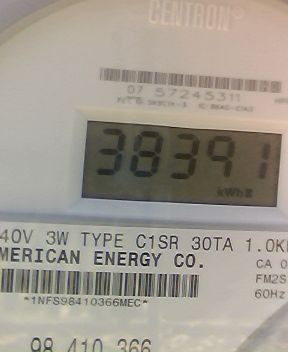 CENTRON®
07 57245311
38391
kWh
40V 3W TYPE C1SR 30TA 1.0K
MERICAN ENERGY CO.
CA 0
FM2S
60Hz
*1NFS98410366MEC*
98 410 366